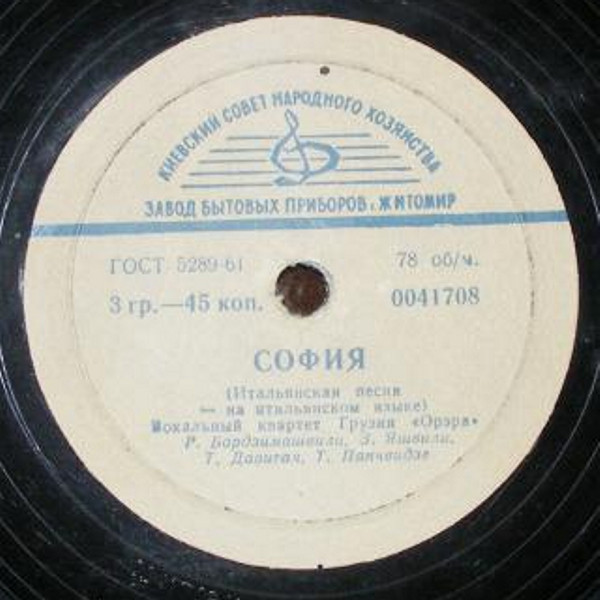 КИЕВСКИЙ СОВЕТ НАРОДНОГО ХОЗЯЙСТВА
ЗАВОД БЫТОВЫХ ПРИБОРОВ г. ЖИТОМИР
ГОСТ 5289-61
78 об/м.
3 гр.—45 коп.
0041708
СОФИЯ
(Итальянская песня
— на итальянском языке)
Вокальный квартет Грузии «Орэра»
Р. Бардзимашвили, З. Яшвили,
Т. Давитая, Т. Панчвидзе